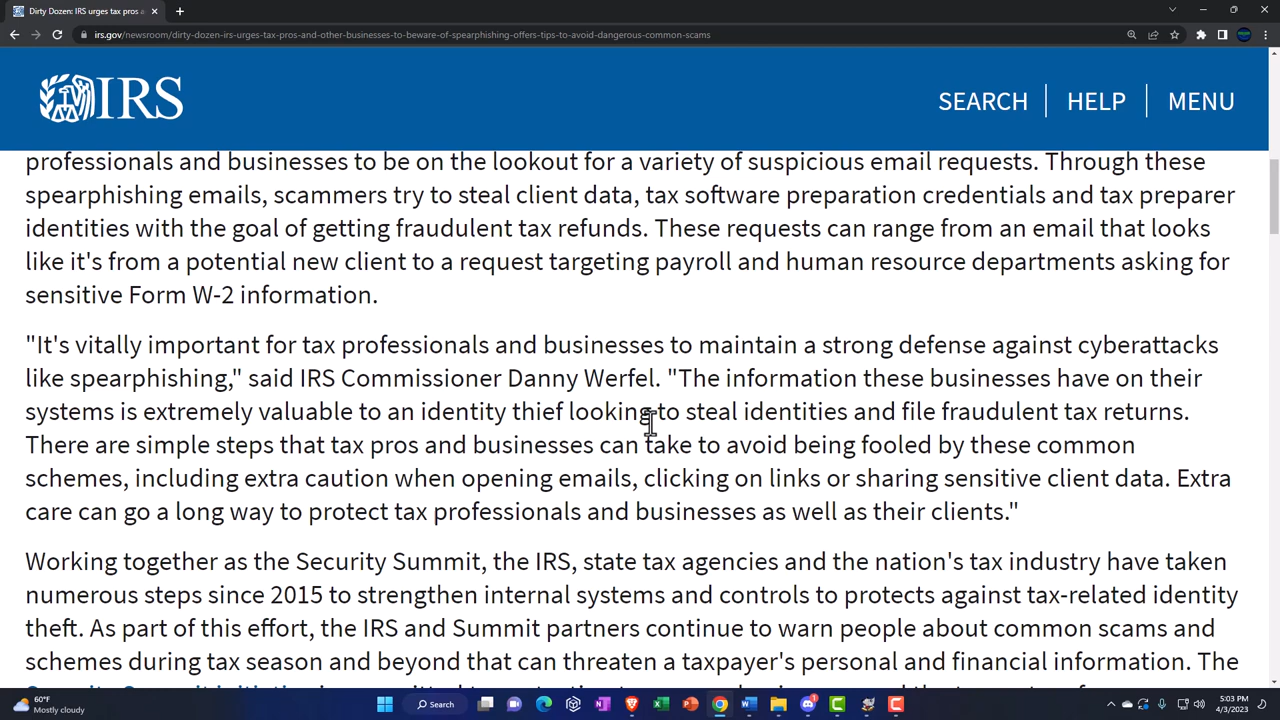 Dirty Dozen: IRS urges tax pros a
irs.gov/newsroom/dirty-dozen-irs-urges-tax-pros-and-other-businesses-to-beware-of-spearphishing-offers-tips-to-avoid-dangerous-common-scams
IRS
SEARCH
HELP
MENU
professionals and businesses to be on the lookout for a variety of suspicious email requests. Through these
spearphishing emails, scammers try to steal client data, tax software preparation credentials and tax preparer
identities with the goal of getting fraudulent tax refunds. These requests can range from an email that looks
like it's from a potential new client to a request targeting payroll and human resource departments asking for
sensitive Form W-2 information.
"It's vitally important for tax professionals and businesses to maintain a strong defense against cyberattacks
like spearphishing," said IRS Commissioner Danny Werfel. "The information these businesses have on their
systems is extremely valuable to an identity thief looking to steal identities and file fraudulent tax returns.
There are simple steps that tax pros and businesses can take to avoid being fooled by these common
schemes, including extra caution when opening emails, clicking on links or sharing sensitive client data. Extra
care can go a long way to protect tax professionals and businesses as well as their clients."
Working together as the Security Summit, the IRS, state tax agencies and the nation's tax industry have taken
numerous steps since 2015 to strengthen internal systems and controls to protects against tax-related identity
theft. As part of this effort, the IRS and Summit partners continue to warn people about common scams and
schemes during tax season and beyond that can threaten a taxpayer's personal and financial information. The
60°F
Mostly cloudy
Search
5:03 PM
4/3/2023